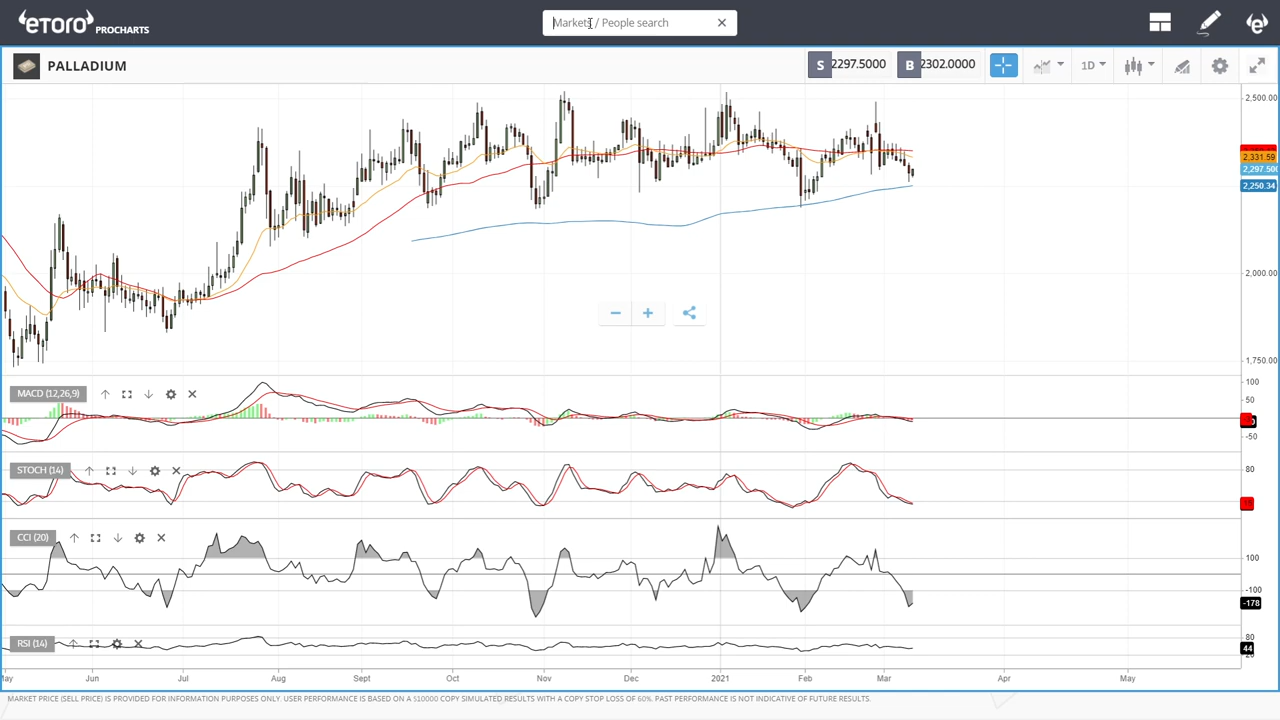 eTORO PROCHARTS
Markets / People search
PALLADIUM
S 2297.5000 B 2302.0000 1D
2,500.00
2,331.59
2,297.500
2,250.34
2,000.00
1,750.00
MACD (12,26,9)
100
50
-50
STOCH (14)
80
CCI (20)
100
-100
-178
RSI (14)
80
44
May Jun Jul Aug Sept Oct Nov Dec 2021 Feb Mar Apr May
MARKET PRICE (SELL PRICE) IS PROVIDED FOR INFORMATION PURPOSES ONLY. USER PERFORMANCE IS BASED ON A $10000 COPY SIMULATED RESULTS WITH A COPY STOP LOSS OF 60%. PAST PERFORMANCE IS NOT INDICATIVE OF FUTURE RESULTS.